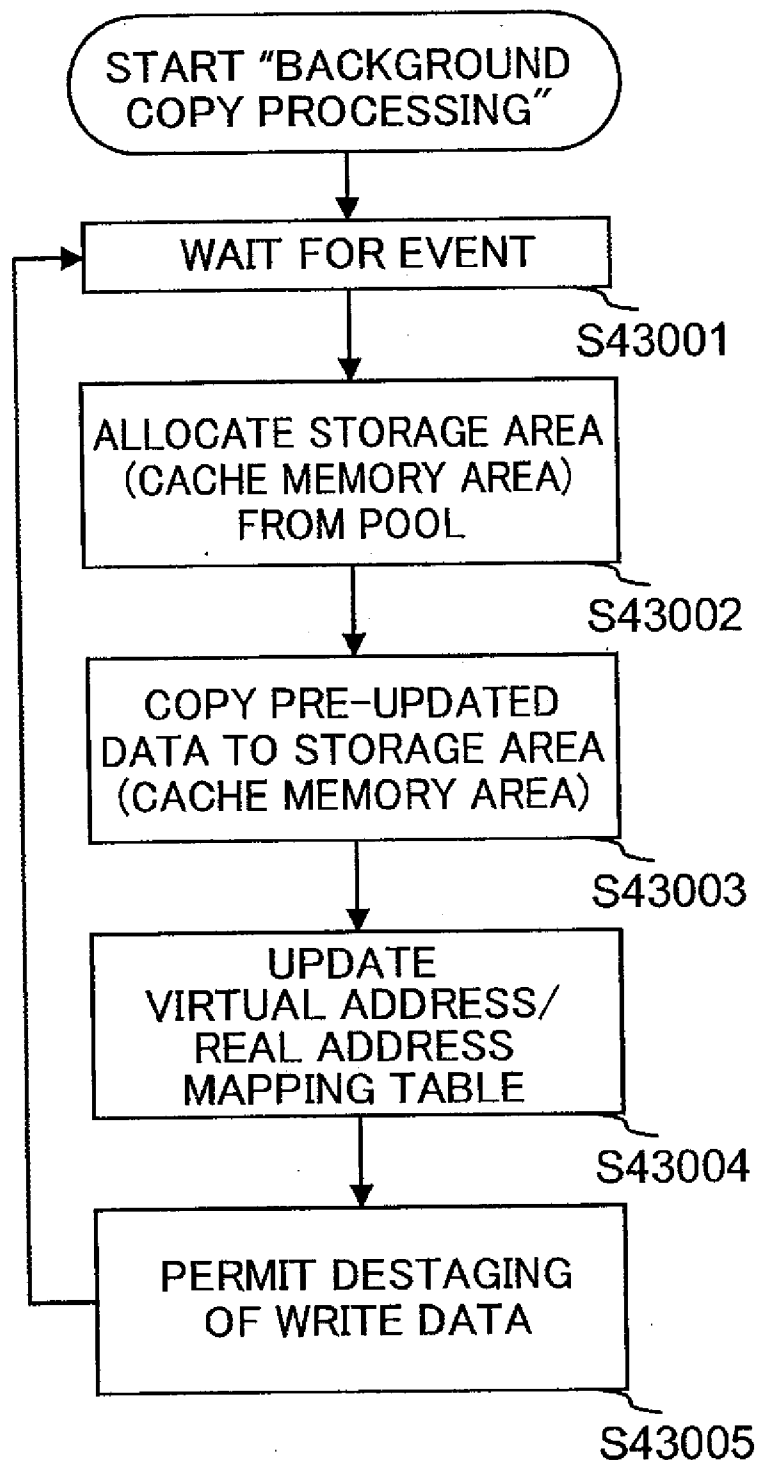 START “BACKGROUND
COPY PROCESSING”
WAIT FOR EVENT
S43001
ALLOCATE STORAGE AREA
(CACHE MEMORY AREA)
FROM POOL
S43002
COPY PRE-UPDATED
DATA TO STORAGE AREA
(CACHE MEMORY AREA)
S43003
UPDATE
VIRTUAL ADDRESS/
REAL ADDRESS
MAPPING TABLE
S43004
PERMIT DESTAGING
OF WRITE DATA
S43005